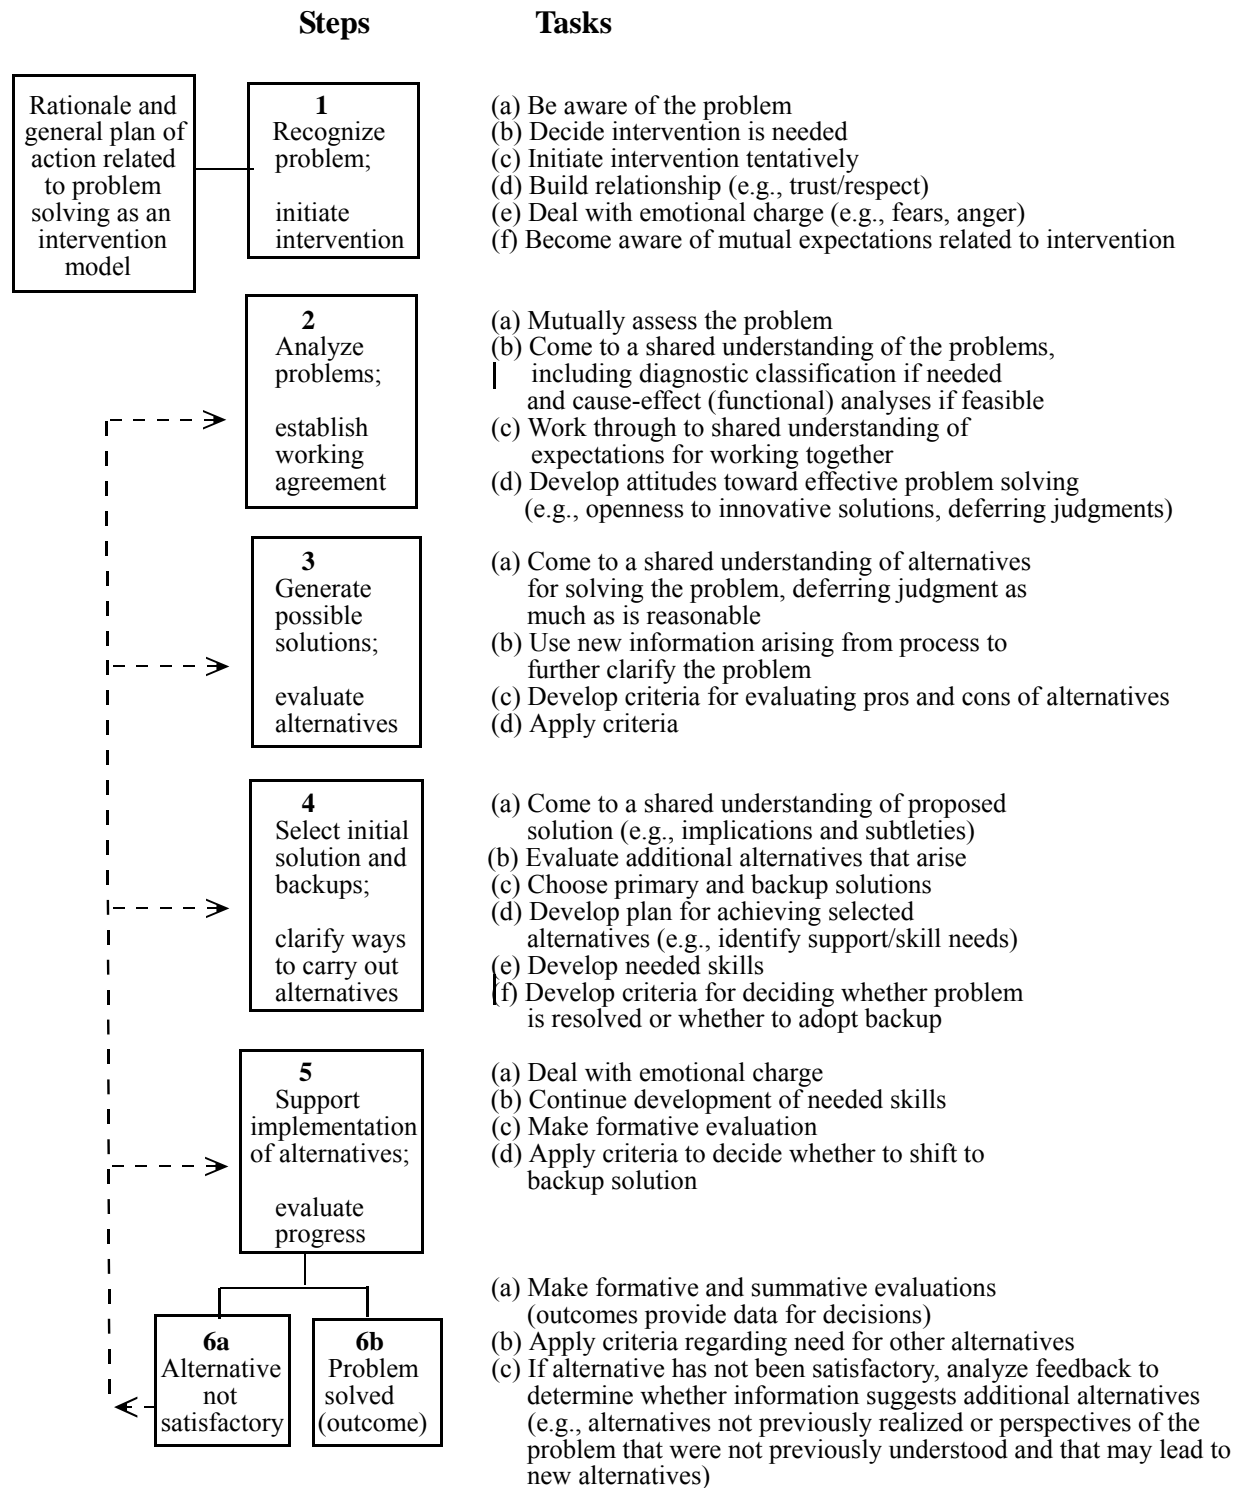 Steps
Tasks
Rationale and
general plan of
action related
to problem
solving as an
intervention
model
1
Recognize
problem;
initiate
intervention
(a) Be aware of the problem
(b) Decide intervention is needed
(c) Initiate intervention tentatively
(d) Build relationship (e.g., trust/respect)
(e) Deal with emotional charge (e.g., fears, anger)
(f) Become aware of mutual expectations related to intervention
2
Analyze
problems;
establish
working
agreement
(a) Mutually assess the problem
(b) Come to a shared understanding of the problems,
including diagnostic classification if needed
and cause-effect (functional) analyses if feasible
(c) Work through to shared understanding of
expectations for working together
(d) Develop attitudes toward effective problem solving
(e.g., openness to innovative solutions, deferring judgments)
3
Generate
possible
solutions;
evaluate
alternatives
(a) Come to a shared understanding of alternatives
for solving the problem, deferring judgment as
much as is reasonable
(b) Use new information arising from process to
further clarify the problem
(c) Develop criteria for evaluating pros and cons of alternatives
(d) Apply criteria
4
Select initial
solution and
backups;
clarify ways
to carry out
alternatives
(a) Come to a shared understanding of proposed
solution (e.g., implications and subtleties)
(b) Evaluate additional alternatives that arise
(c) Choose primary and backup solutions
(d) Develop plan for achieving selected
alternatives (e.g., identify support/skill needs)
(e) Develop needed skills
(f) Develop criteria for deciding whether problem
is resolved or whether to adopt backup
5
Support
implementation
of alternatives;
evaluate
progress
(a) Deal with emotional charge
(b) Continue development of needed skills
(c) Make formative evaluation
(d) Apply criteria to decide whether to shift to
backup solution
6a
Alternative
not
satisfactory
6b
Problem
solved
(outcome)
(a) Make formative and summative evaluations
(outcomes provide data for decisions)
(b) Apply criteria regarding need for other alternatives
(c) If alternative has not been satisfactory, analyze feedback to
determine whether information suggests additional alternatives
(e.g., alternatives not previously realized or perspectives of the
problem that were not previously understood and that may lead to
new alternatives)